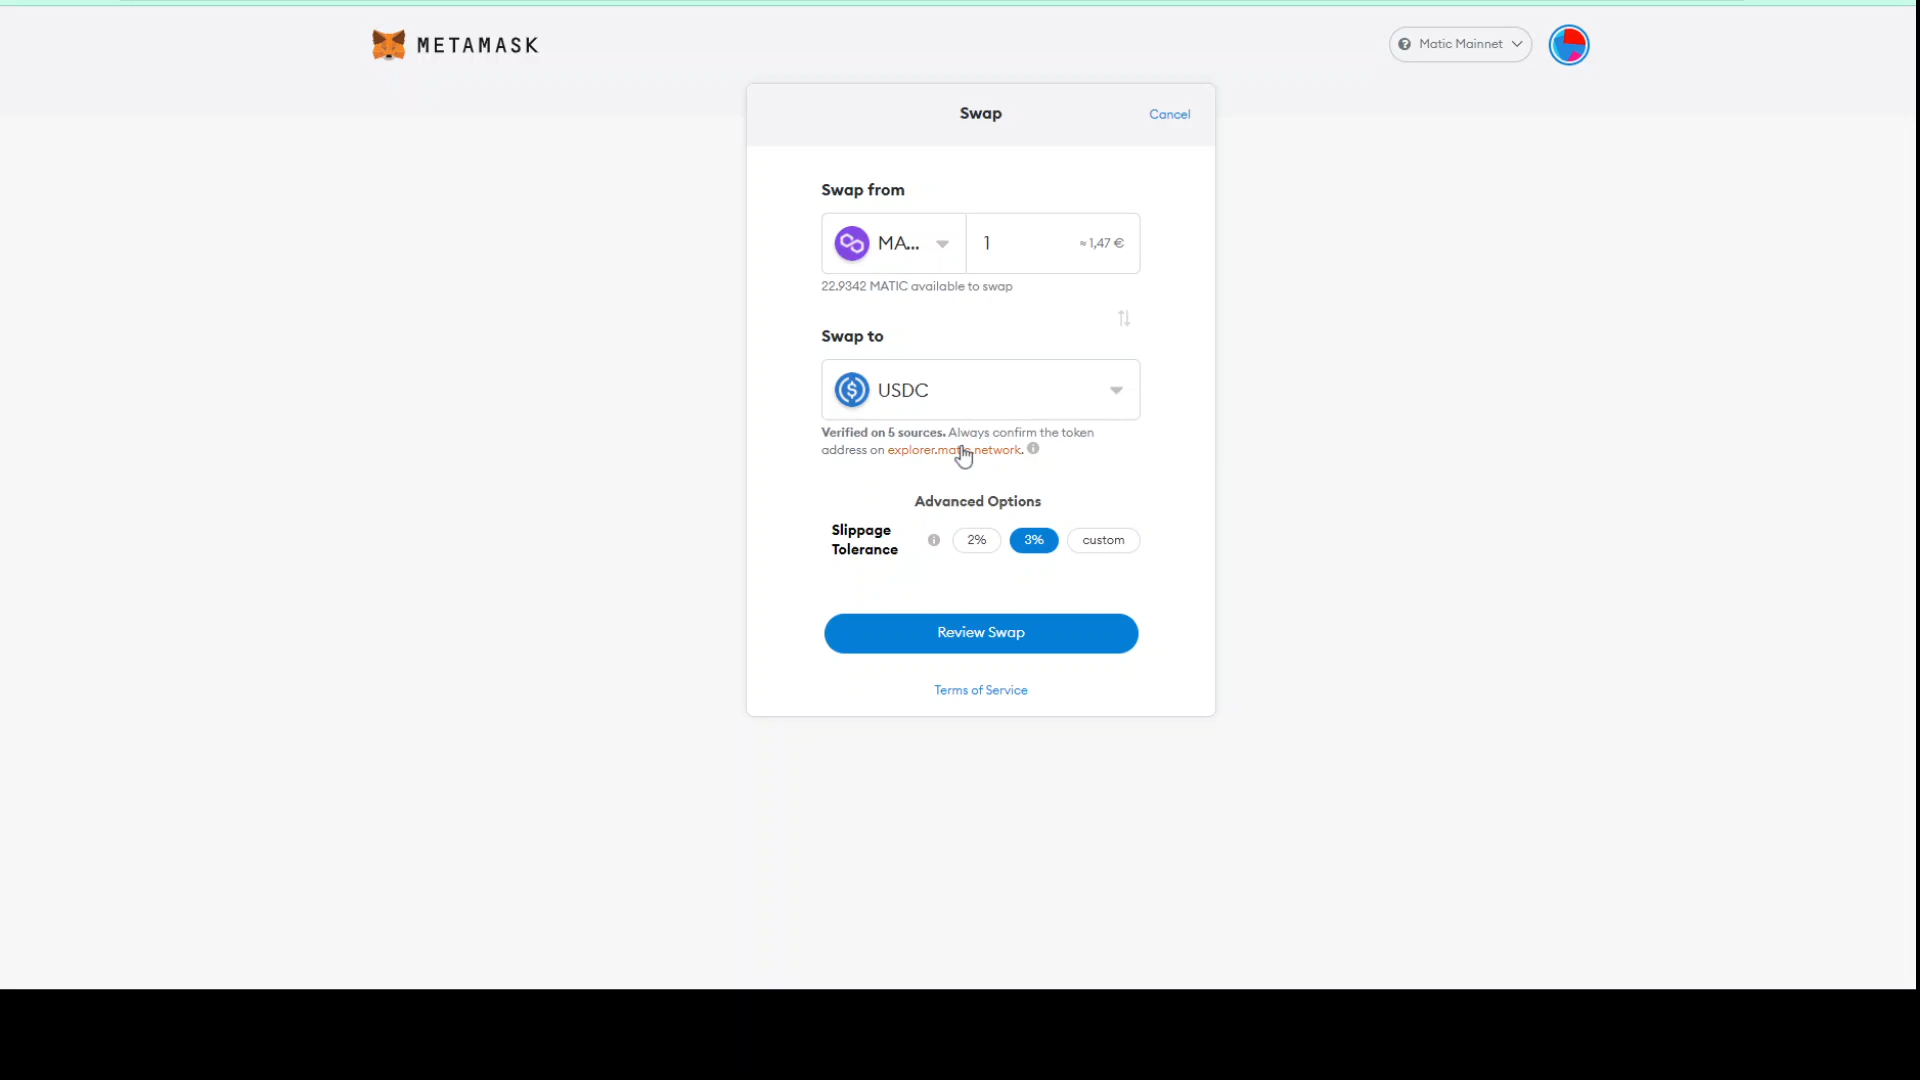 METAMASK
Matic Mainnet
Swap
Cancel
Swap from
MA...
1
≈ 1,47 €
22.9342 MATIC available to swap
Swap to
USDC
Verified on 5 sources. Always confirm the token
address on explorer.matic.network.
Advanced Options
Slippage
Tolerance
2%
3%
custom
Review Swap
Terms of Service